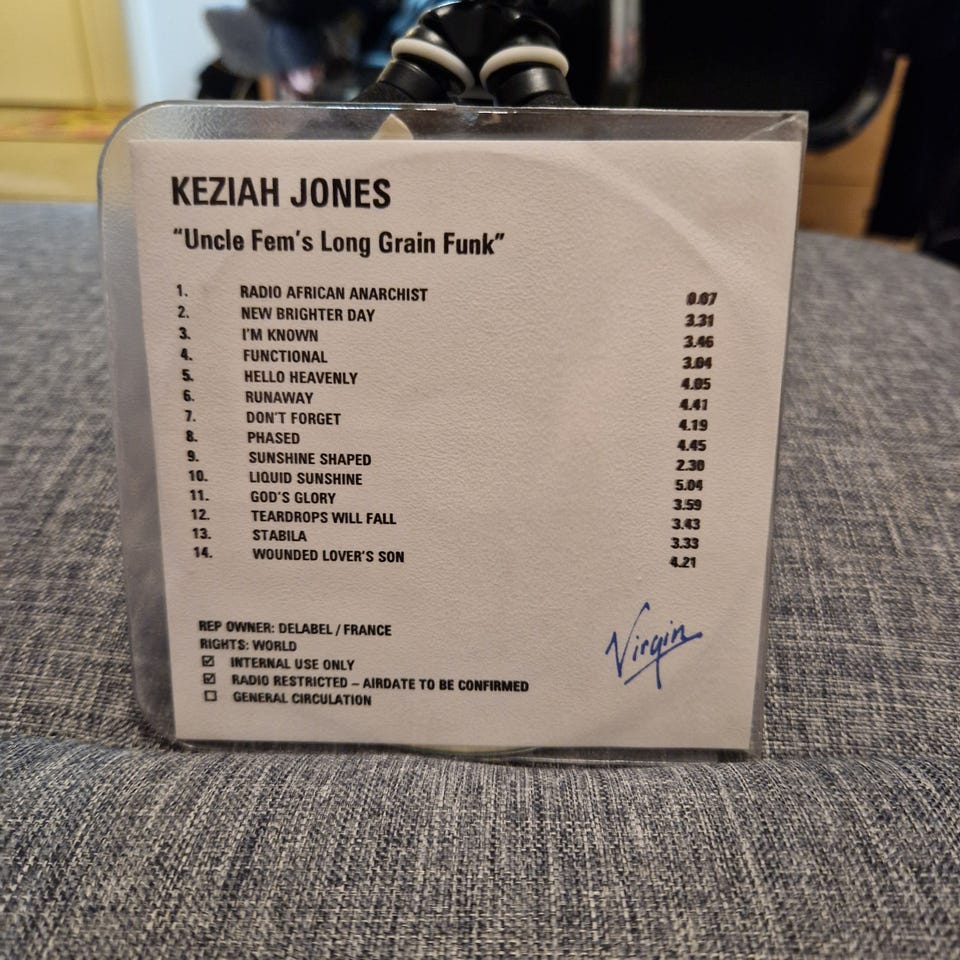 KEZIAH JONES
"Uncle Fem's Long Grain Funk"
1. RADIO AFRICAN ANARCHIST 0.07
2. NEW BRIGHTER DAY 3.31
3. I'M KNOWN 3.46
4. FUNCTIONAL 3.04
5. HELLO HEAVENLY 4.05
6. RUNAWAY 4.41
7. DON'T FORGET 4.19
8. PHASED 4.45
9. SUNSHINE SHAPED 2.30
10. LIQUID SUNSHINE 5.04
11. GOD'S GLORY 3.59
12. TEARDROPS WILL FALL 3.43
13. STABILA 3.33
14. WOUNDED LOVER'S SON 4.21
REP OWNER: DELABEL / FRANCE
RIGHTS: WORLD
☑ INTERNAL USE ONLY
☑ RADIO RESTRICTED – AIRDATE TO BE CONFIRMED
☐ GENERAL CIRCULATION
Virgin